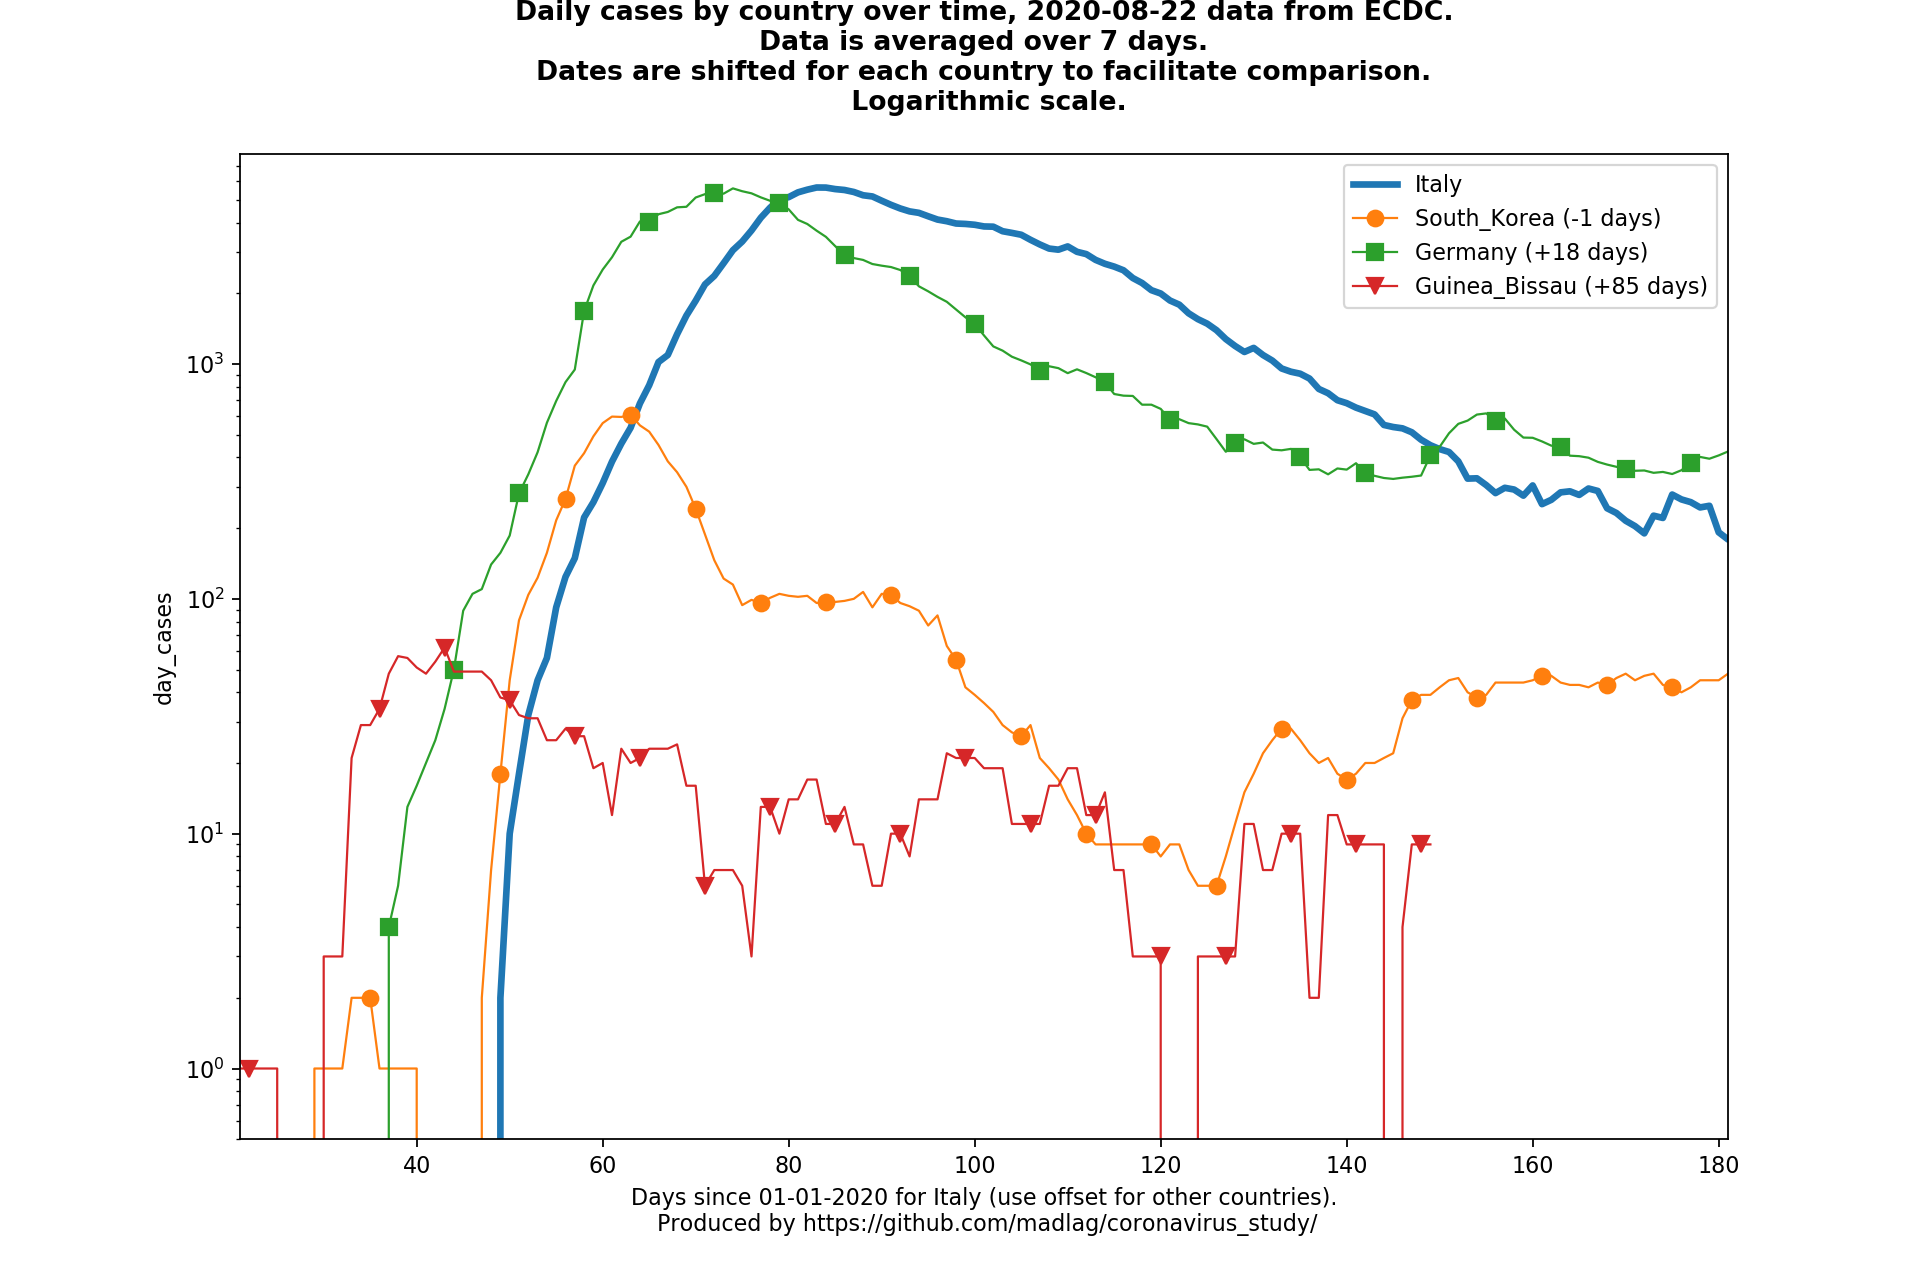 Daily cases by country over time, 2020-08-22 data from ECDC.
Data is averaged over 7 days.
Dates are shifted for each country to facilitate comparison.
Logarithmic scale.
Italy
South_Korea (-1 days)
Germany (+18 days)
Guinea_Bissau (+85 days)
day_cases
10³
10²
10¹
10⁰
40 60 80 100 120 140 160 180
Days since 01-01-2020 for Italy (use offset for other countries).
Produced by https://github.com/madlag/coronavirus_study/